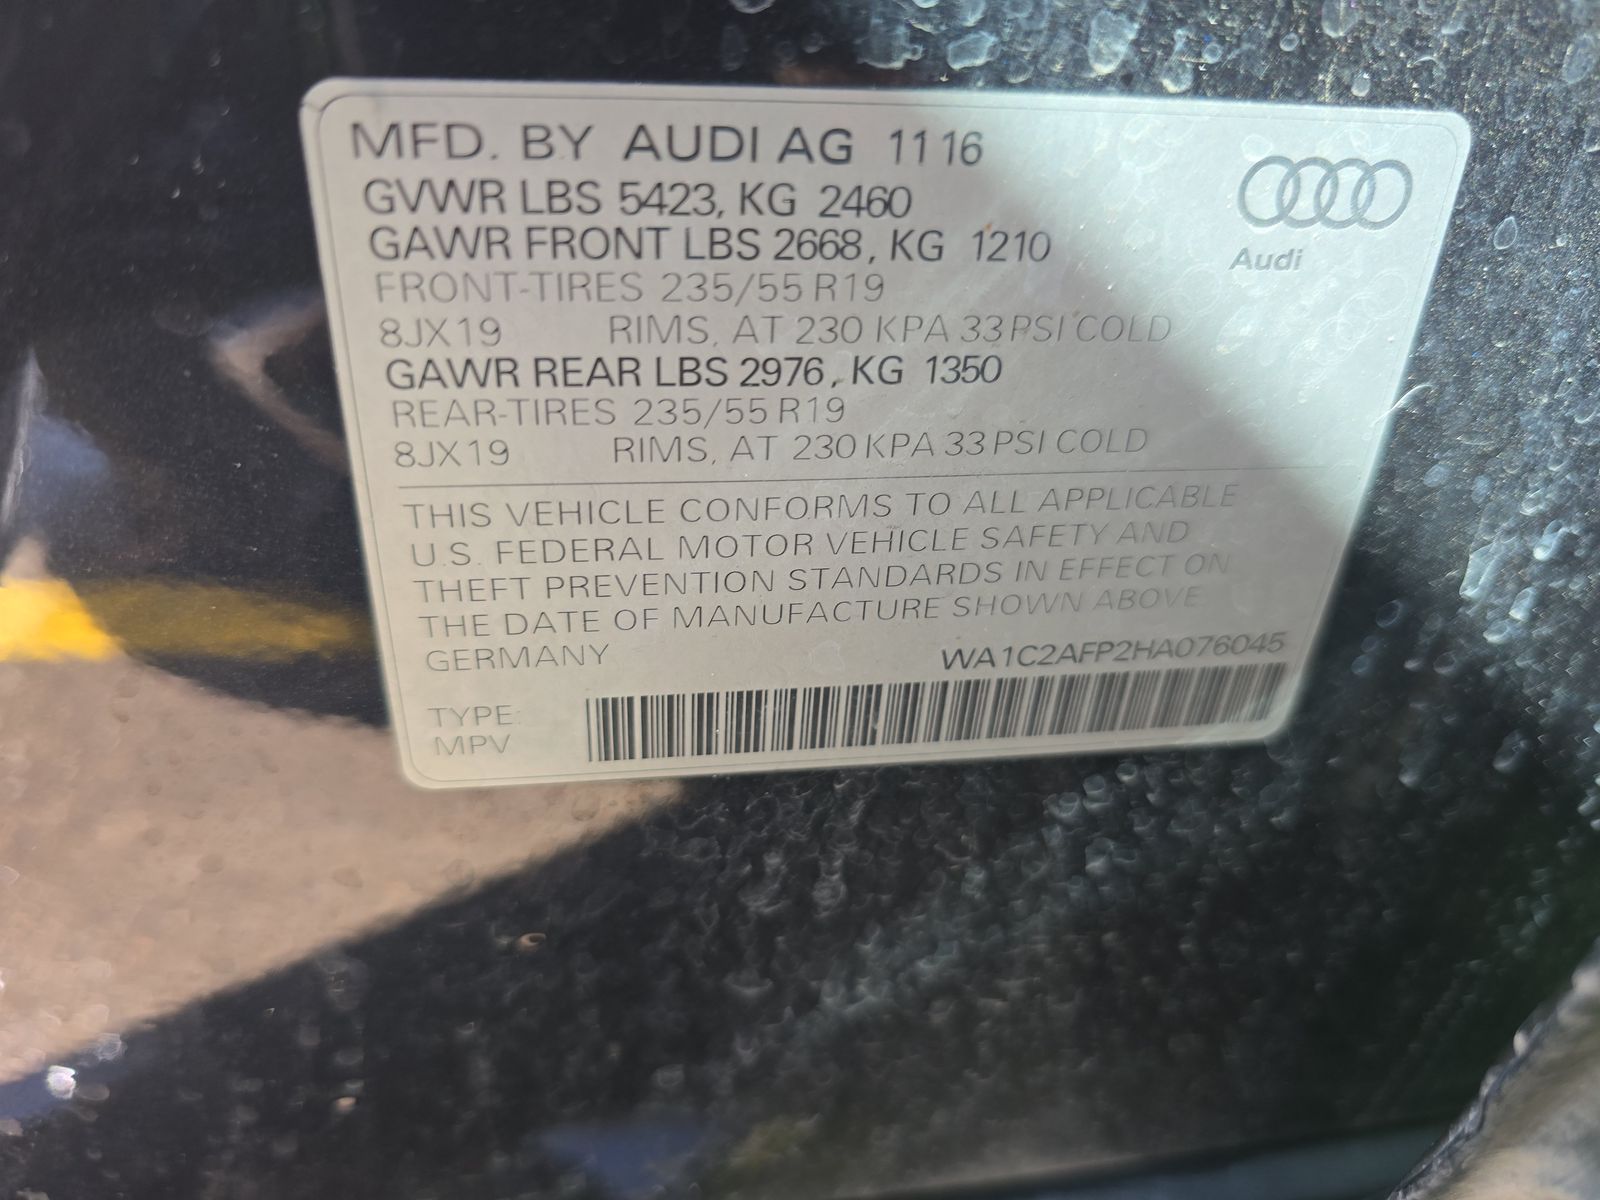 MFD. BY AUDI AG 11 16
GVWR LBS 5423, KG 2460
GAWR FRONT LBS 2668, KG 1210
FRONT-TIRES 235/55 R19
8JX19 RIMS, AT 230 KPA 33 PSI COLD
GAWR REAR LBS 2976, KG 1350
REAR-TIRES 235/55 R19
8JX19 RIMS, AT 230 KPA 33 PSI COLD
Audi
THIS VEHICLE CONFORMS TO ALL APPLICABLE
U.S. FEDERAL MOTOR VEHICLE SAFETY AND
THEFT PREVENTION STANDARDS IN EFFECT ON
THE DATE OF MANUFACTURE SHOWN ABOVE.
GERMANY WA1C2AFP2HA076045
TYPE:
MPV